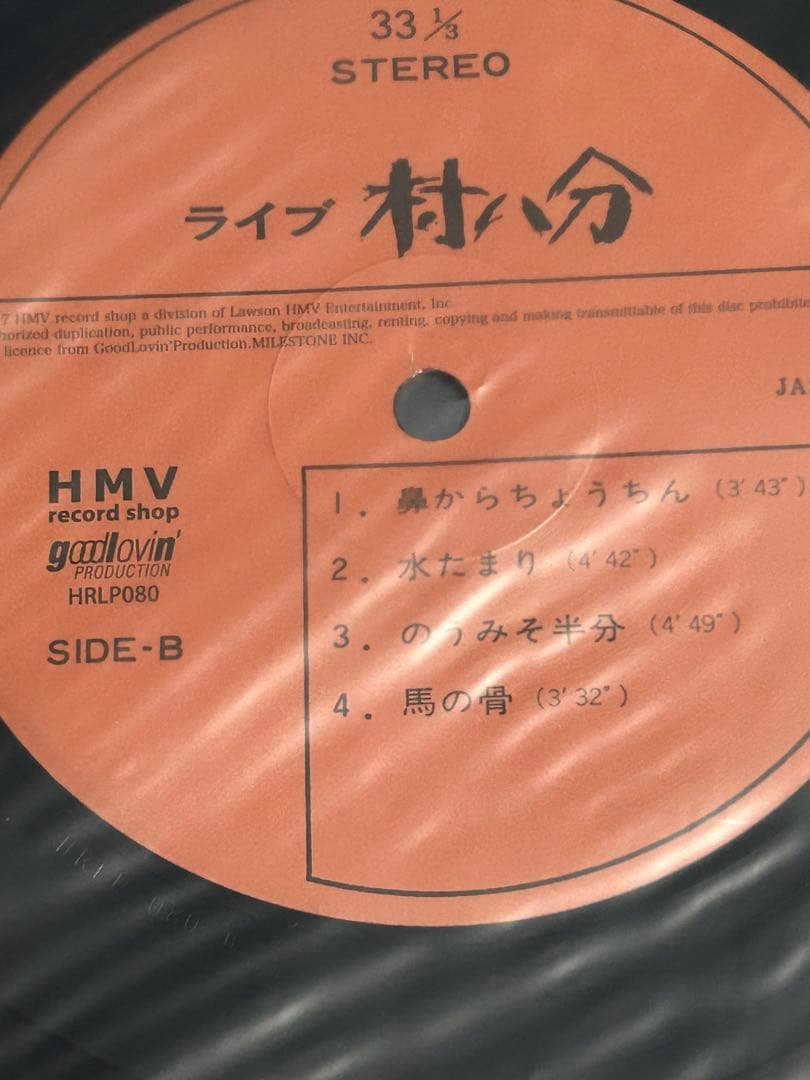 33 1/3
STEREO
ライブ 村八分
7 HMV record shop a division of Lawson HMV Entertainment, Inc.
orized duplication, public performance, broadcasting, renting, copying and making transmittable of this disc prohibite
licence from GoodLovin'Production.MILESTONE INC.
JA
HMV
record shop
goodlovin'
PRODUCTION
HRLP080
SIDE-B
1. 鼻からちょうちん (3'43")
2. 水たまり (4'42")
3. のうみそ半分 (4'49")
4. 馬の骨 (3'32")